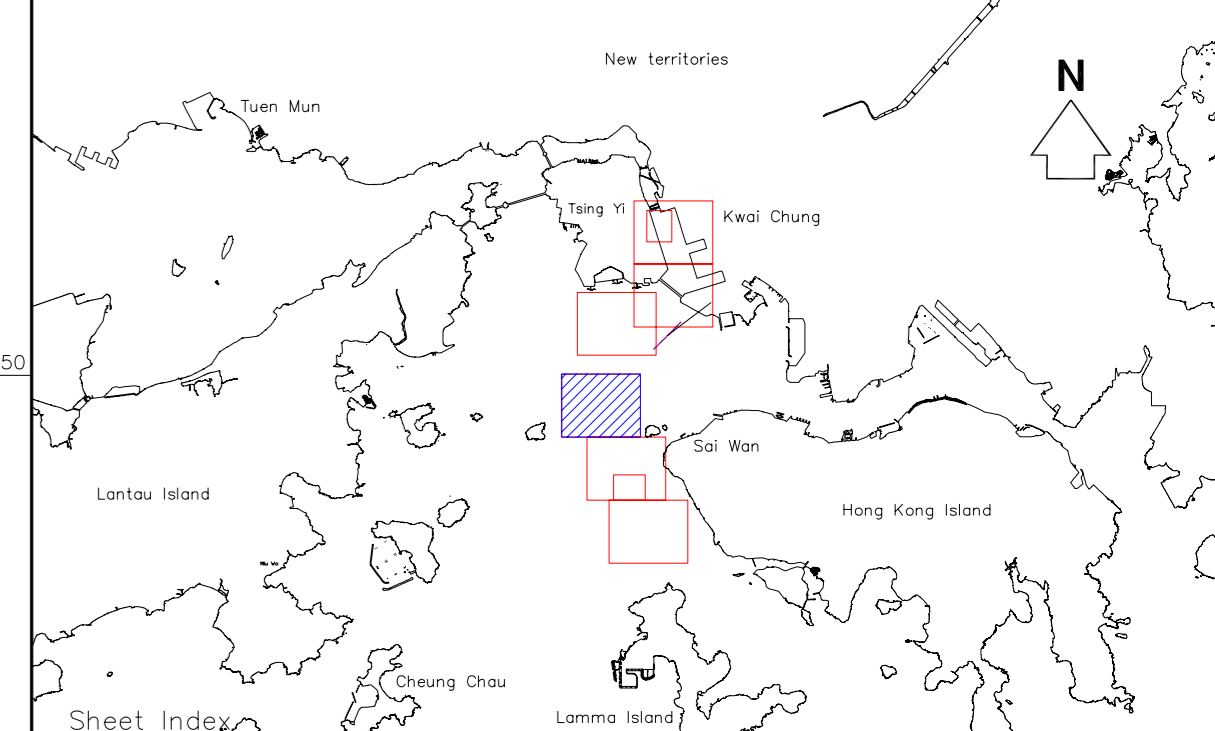 New territories
N
Tuen Mun
Tsing Yi
Kwai Chung
50
Sai Wan
Lantau Island
Hong Kong Island
Cheung Chau
Lamma Island
Sheet Index